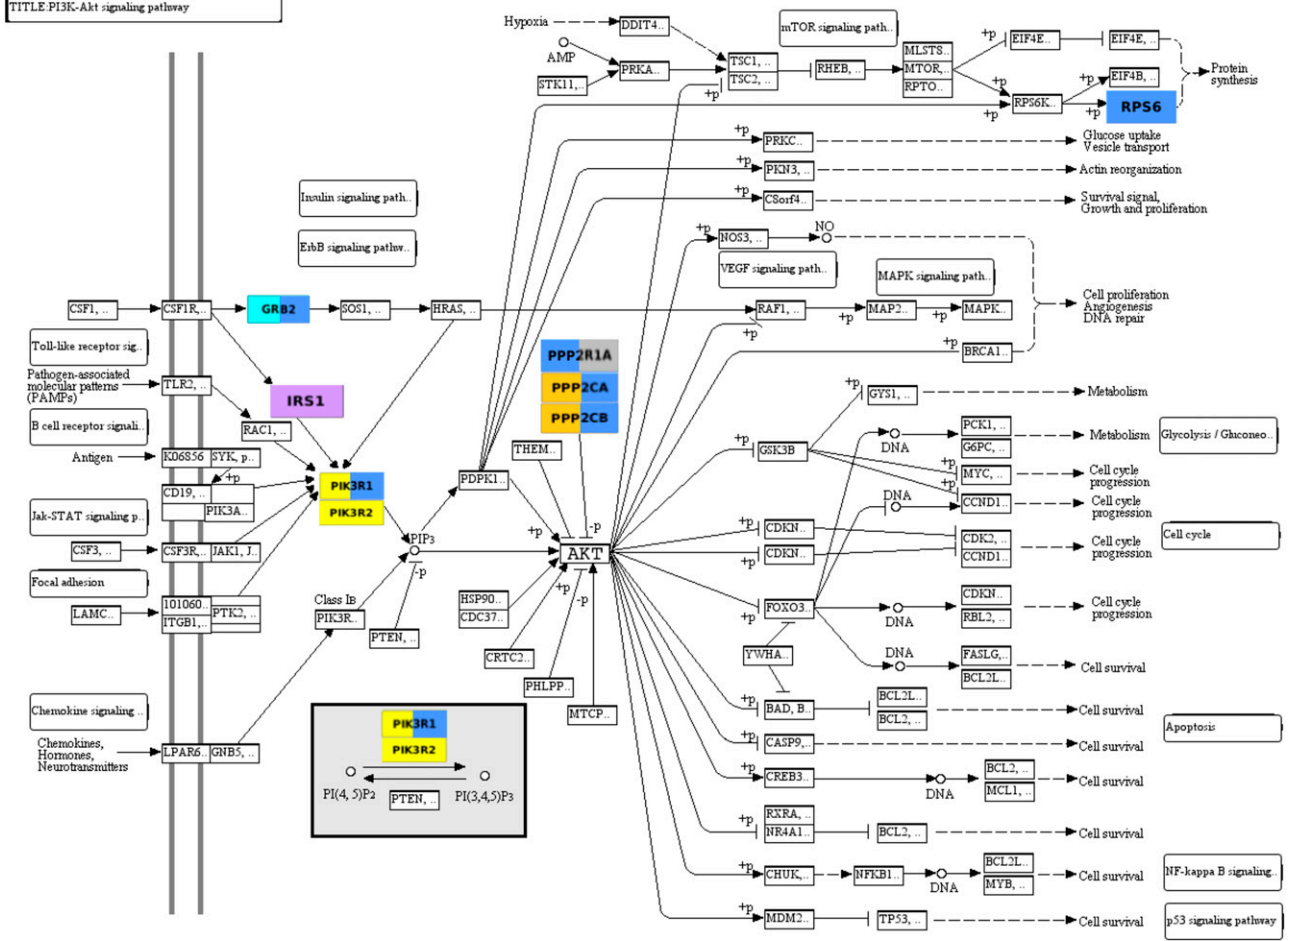 TITLE:PI3K-Akt signaling pathway
Hypoxia
DDIT4..
mTOR signaling path..
AMP
STK11,..
PRKA..
TSC1, ..
TSC2, ..
+p
RHEB, ..
MLST8..
MTOR,..
RPTO..
+p
EIF4E..
EIF4E, ..
+p
RPS6K..
+p
EIF4B, ..
+p
RPS6
+p
Protein
synthesis
+p
PRKC..
Glucose uptake
Vesicle transport
+p
PKN3, ..
Actin reorganization
+p
C8orf4..
Survival signal,
Growth and proliferation
Insulin signaling path..
ErbB signaling pathw..
+p
NOS3, ..
NO
VEGF signaling path..
MAPK signaling path..
CSF1, ..
CSF1R,..
GRB2
SOS1, ..
HRAS, ..
RAF1, ..
+p
MAP2..
+p
MAPK..
+p
Cell proliferation
Angiogenesis
DNA repair
+p
BRCA1..
Toll-like receptor sig..
Pathogen-associated
molecular patterns
(PAMPs)
TLR2, ..
IRS1
PPP2R1A
PPP2CA
PPP2CB
B cell receptor signali..
RAC1, ..
Antigen
K06856
SYK, p..
+p
CD19, ..
PIK3A..
PIK3R1
PIK3R2
THEM..
PDPK1..
Jak-STAT signaling p..
CSF3, ..
CSF3R,..
JAK1, J..
PIP3
-p
+p
-p
AKT
+p
-p
Focal adhesion
LAMC..
101060..
ITGB1,..
PTK2, ..
Class IB
PIK3R..
PTEN, ..
HSP90..
CDC37..
CRTC2..
PHLPP..
MTCP..
Chemokine signaling ..
Chemokines,
Hormones,
Neurotransmitters
LPAR6..
GNB5, ..
PIK3R1
PIK3R2
PI(4, 5)P2
PTEN, ..
PI(3,4,5)P3
+p
GYS1, ..
Metabolism
+p
GSK3B
DNA
PCK1, ..
G6PC, ..
Metabolism
Glycolysis / Gluconeo..
+p
MYC, ..
Cell cycle
progression
+p
DNA
CCND1..
Cell cycle
progression
+p
CDKN..
+p
CDKN..
CDK2, ..
CCND1..
Cell cycle
progression
Cell cycle
+p
FOXO3..
DNA
CDKN..
RBL2, ..
Cell cycle
progression
YWHA..
DNA
FASLG,..
BCL2L..
Cell survival
+p
BAD, B..
BCL2L..
BCL2, ..
Cell survival
Apoptosis
+p
CASP9,..
Cell survival
+p
CREB3..
DNA
BCL2, ..
MCL1, ..
Cell survival
+p
RXRA, ..
NR4A1..
BCL2, ..
Cell survival
+p
CHUK,..
NFKB1..
DNA
BCL2L..
MYB, ..
Cell survival
NF-kappa B signaling..
+p
MDM2..
TP53, ..
Cell survival
p53 signaling pathway